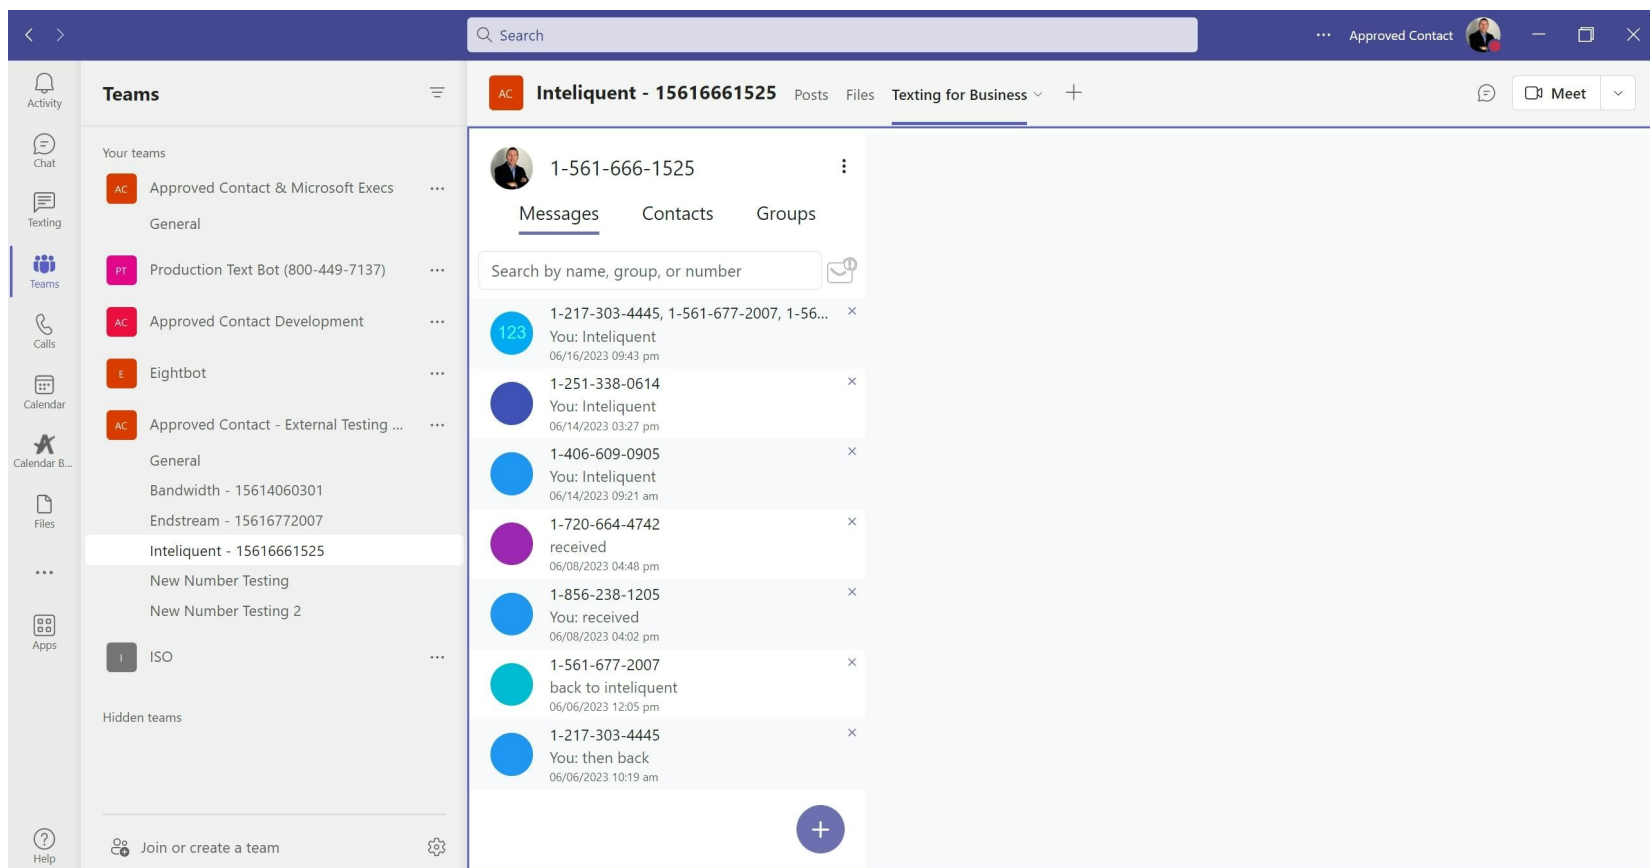 Search
Approved Contact
Activity
Chat
Texting
Teams
Calls
Calendar
Calendar B...
Files
Apps
Help
Teams
Your teams
AC Approved Contact & Microsoft Execs
General
PT Production Text Bot (800-449-7137)
AC Approved Contact Development
E Eightbot
AC Approved Contact - External Testing ...
General
Bandwidth - 15614060301
Endstream - 15616772007
Inteliquent - 15616661525
New Number Testing
New Number Testing 2
I ISO
Hidden teams
Join or create a team
AC Inteliquent - 15616661525 Posts Files Texting for Business
Meet
1-561-666-1525
Messages Contacts Groups
Search by name, group, or number
123
1-217-303-4445, 1-561-677-2007, 1-56...
You: Inteliquent
06/16/2023 09:43 pm
1-251-338-0614
You: Inteliquent
06/14/2023 03:27 pm
1-406-609-0905
You: Inteliquent
06/14/2023 09:21 am
1-720-664-4742
received
06/08/2023 04:48 pm
1-856-238-1205
You: received
06/08/2023 04:02 pm
1-561-677-2007
back to inteliquent
06/06/2023 12:05 pm
1-217-303-4445
You: then back
06/06/2023 10:19 am